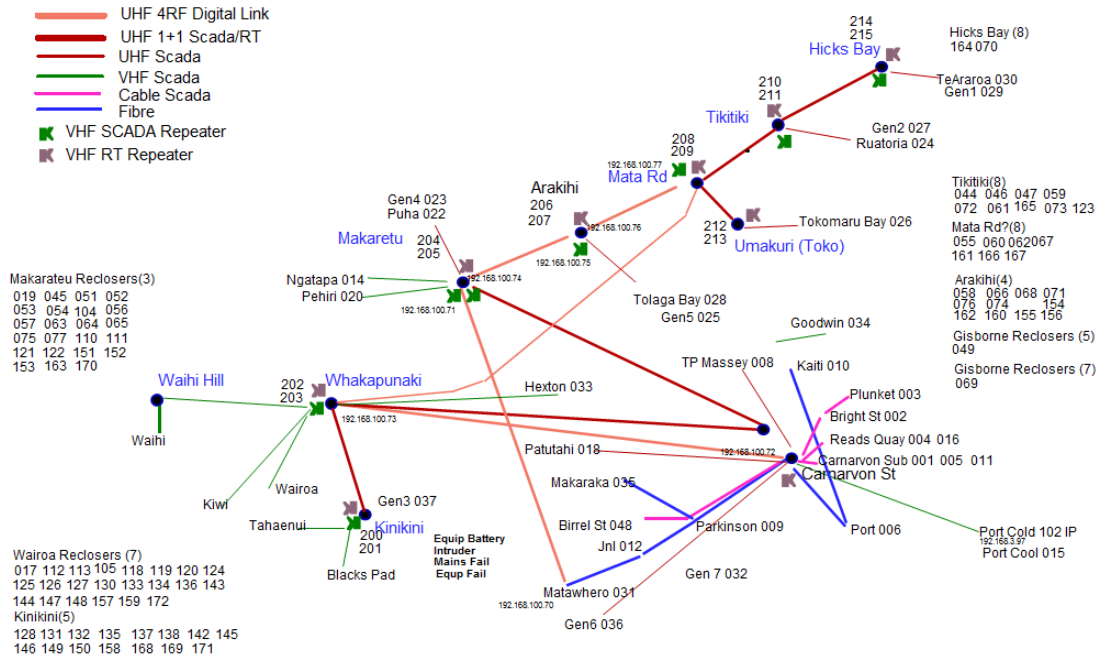 UHF 4RF Digital Link
UHF 1+1 Scada/RT
UHF Scada
VHF Scada
Cable Scada
Fibre
VHF SCADA Repeater
VHF RT Repeater
214
215
Hicks Bay
Hicks Bay (8)
164 070
TeAraroa 030
Gen1 029
210
211
Tikitiki
Gen2 027
Ruatoria 024
208
209
192.168.100.77
Mata Rd
Arakihi
206
207
192.168.100.76
192.168.100.75
212
213
Umakuri (Toko)
Tokomaru Bay 026
Tikitiki(8)
044 046 047 059
072 061 165 073 123
Mata Rd?(8)
055 060 062 067
161 166 167
Arakihi(4)
058 066 068 071
076 074 154
162 160 155 156
Gisborne Reclosers (5)
049
Gisborne Reclosers (7)
069
Gen4 023
Puha 022
Makaretu
204
205
192.168.100.74
Ngatapa 014
Pehiri 020
192.168.100.71
Tolaga Bay 028
Gen5 025
Makarateu Reclosers(3)
019 045 051 052
053 054 104 056
057 063 064 065
075 077 110 111
121 122 151 152
153 163 170
Goodwin 034
TP Massey 008
Kaiti 010
Plunket 003
Bright St 002
Reads Quay 004 016
Carnarvon Sub 001 005 011
Carnarvon St
192.168.100.72
Waihi Hill
Waihi
202
203
Whakapunaki
192.168.100.73
Hexton 033
Patutahi 018
Makaraka 035
Birrel St 048
Parkinson 009
Jnl 012
Port 006
Port Cold 102 IP
192.168.3.97
Port Cool 015
Gen 7 032
Matawhero 031
192.168.100.70
Gen6 036
Kiwi
Wairoa
Gen3 037
Tahaenui
Kinikini
200
201
Blacks Pad
Equip Battery
Intruder
Mains Fail
Equp Fail
Wairoa Reclosers (7)
017 112 113 105 118 119 120 124
125 126 127 130 133 134 136 143
144 147 148 157 159 172
Kinikini(5)
128 131 132 135 137 138 142 145
146 149 150 158 168 169 171